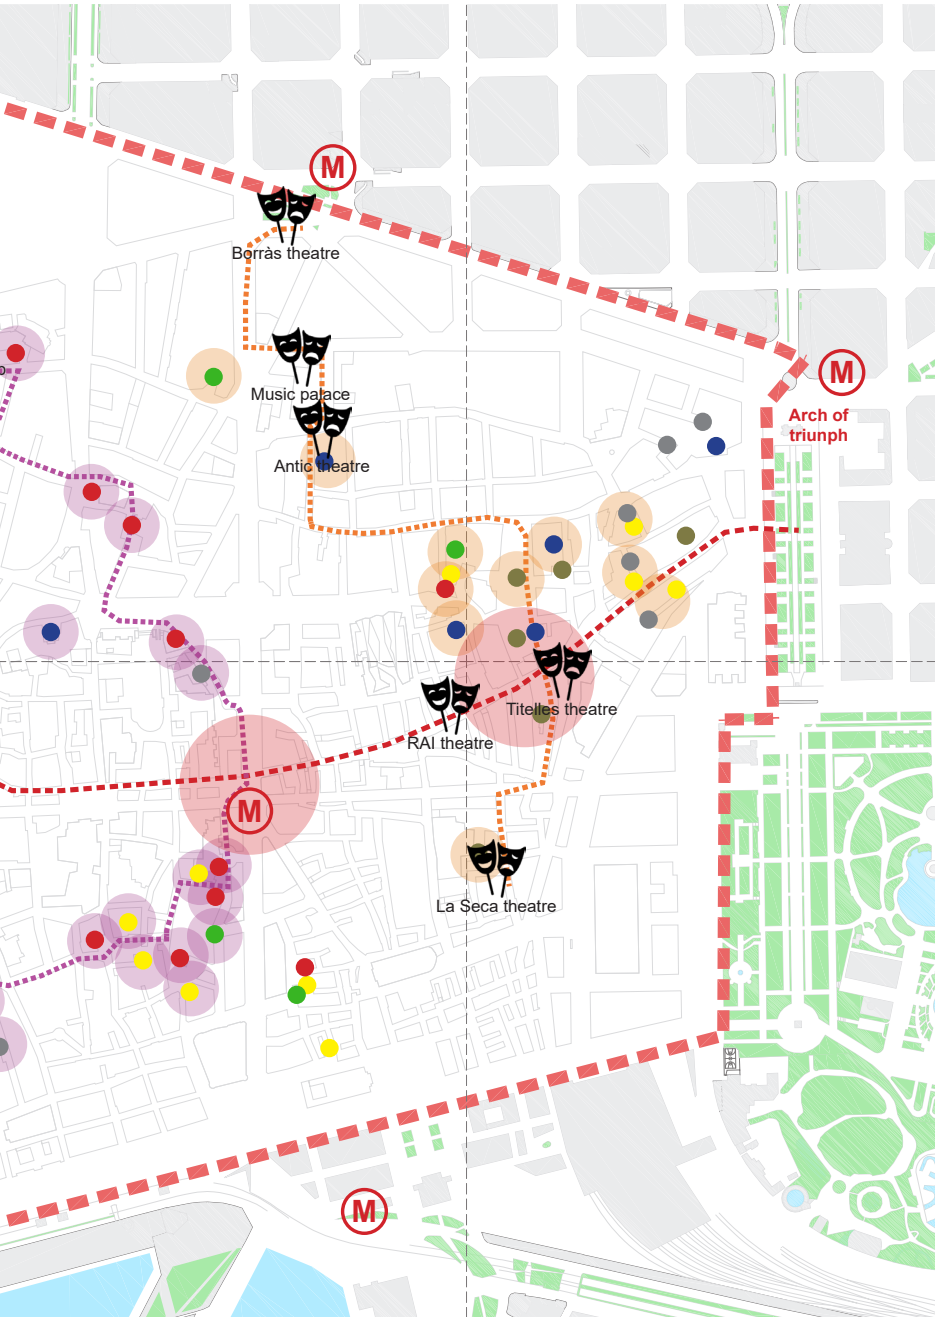 M
Borràs theatre
Music palace
M
Arch of
triunph
Antic theatre
Titelles theatre
RAI theatre
M
La Seca theatre
M